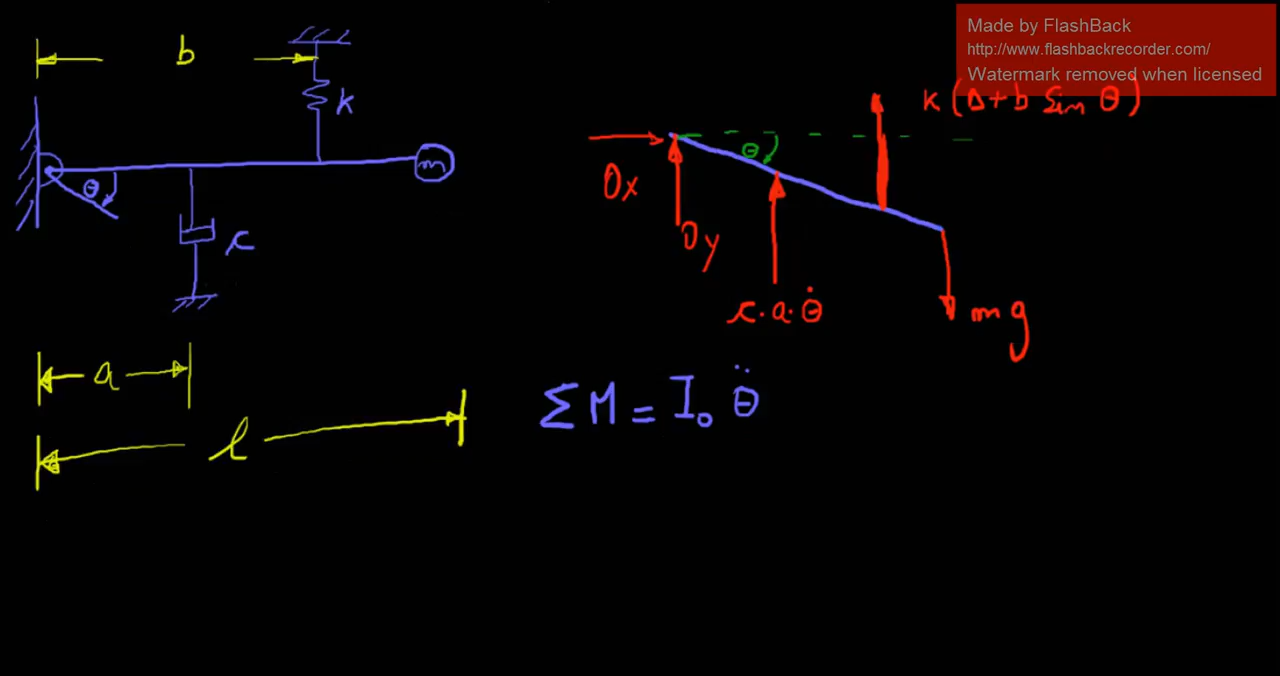 Made by FlashBack
http://www.flashbackrecorder.com/
Watermark removed when licensed
b
k
k (Δ+b Sin θ)
m
θ
θ
Ox
Oy
c
c.a.θ̇
mg
a
ΣM = I₀ θ̈
l